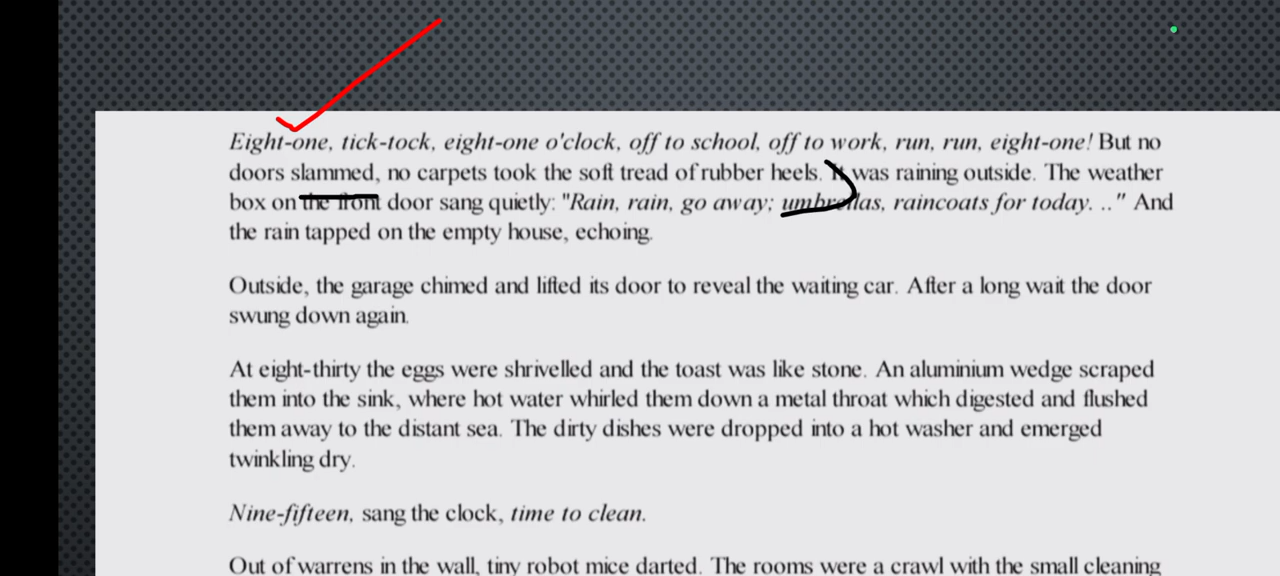 Eight-one, tick-tock, eight-one o'clock, off to school, off to work, run, run, eight-one! But no
doors slammed, no carpets took the soft tread of rubber heels. It was raining outside. The weather
box on the front door sang quietly: "Rain, rain, go away; umbrellas, raincoats for today. .." And
the rain tapped on the empty house, echoing.
Outside, the garage chimed and lifted its door to reveal the waiting car. After a long wait the door
swung down again.
At eight-thirty the eggs were shrivelled and the toast was like stone. An aluminium wedge scraped
them into the sink, where hot water whirled them down a metal throat which digested and flushed
them away to the distant sea. The dirty dishes were dropped into a hot washer and emerged
twinkling dry.
Nine-fifteen, sang the clock, time to clean.
Out of warrens in the wall, tiny robot mice darted. The rooms were a crawl with the small cleaning